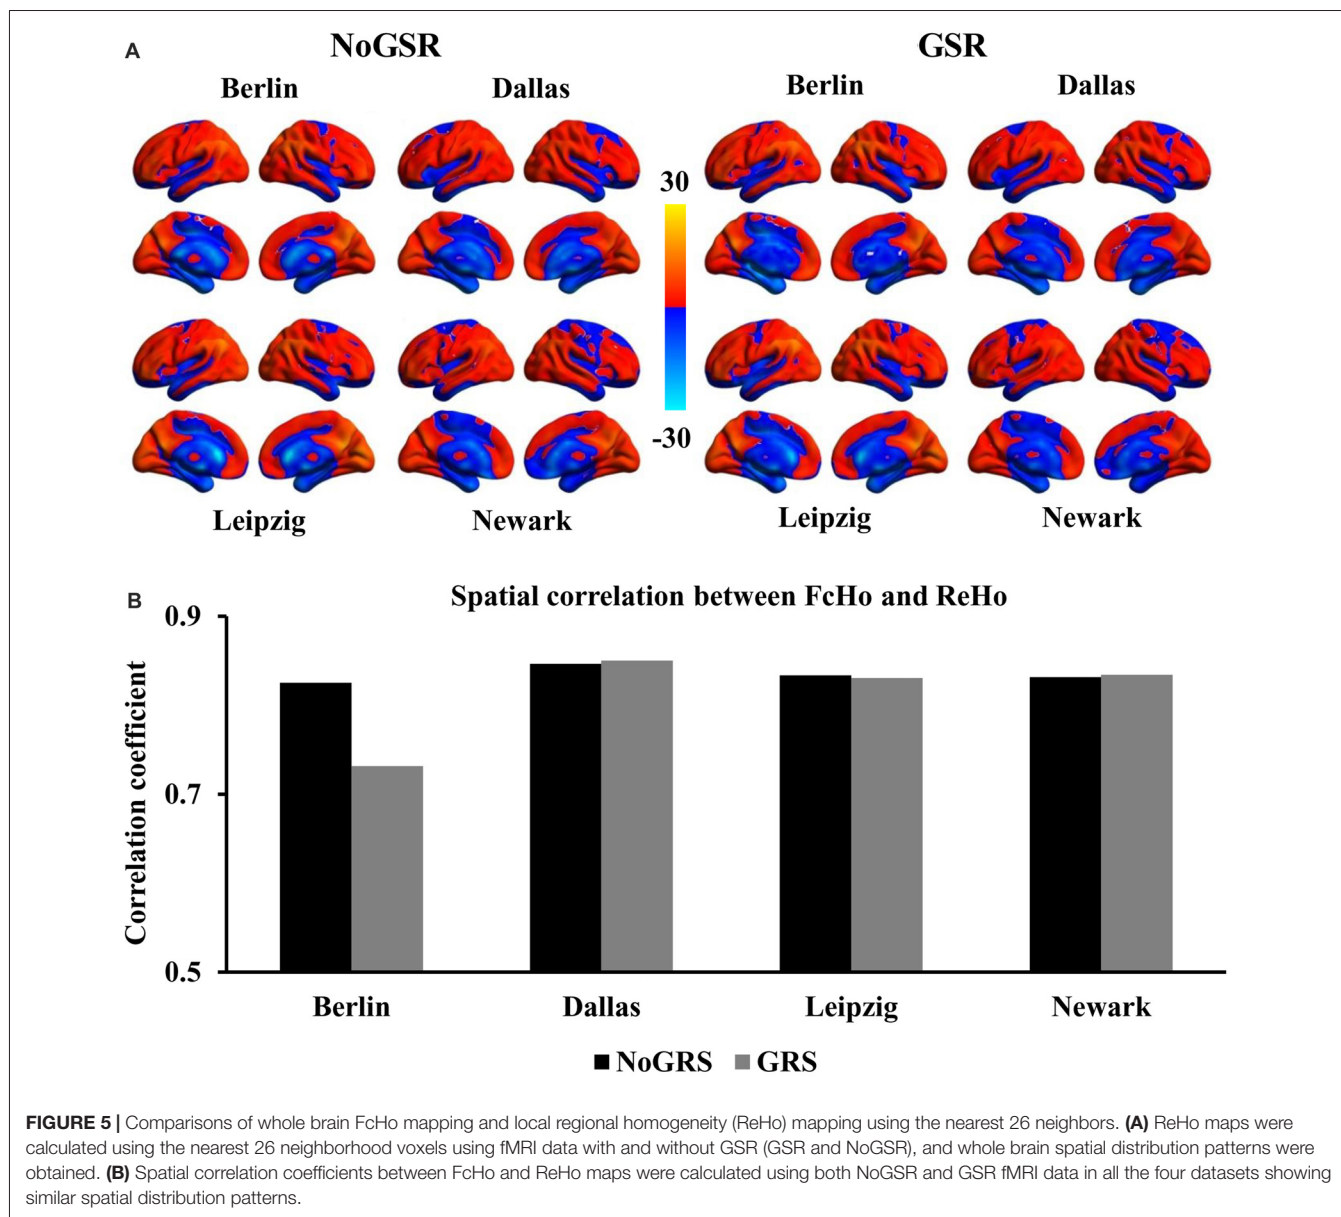 A
NoGSR
GSR
Berlin
Dallas
Berlin
Dallas
30
-30
Leipzig
Newark
Leipzig
Newark
B
Spatial correlation between FcHo and ReHo
Correlation coefficient
0.9
0.7
0.5
Berlin
Dallas
Leipzig
Newark
NoGRS
GRS
FIGURE 5 | Comparisons of whole brain FcHo mapping and local regional homogeneity (ReHo) mapping using the nearest 26 neighbors. (A) ReHo maps were
calculated using the nearest 26 neighborhood voxels using fMRI data with and without GSR (GSR and NoGSR), and whole brain spatial distribution patterns were
obtained. (B) Spatial correlation coefficients between FcHo and ReHo maps were calculated using both NoGSR and GSR fMRI data in all the four datasets showing
similar spatial distribution patterns.